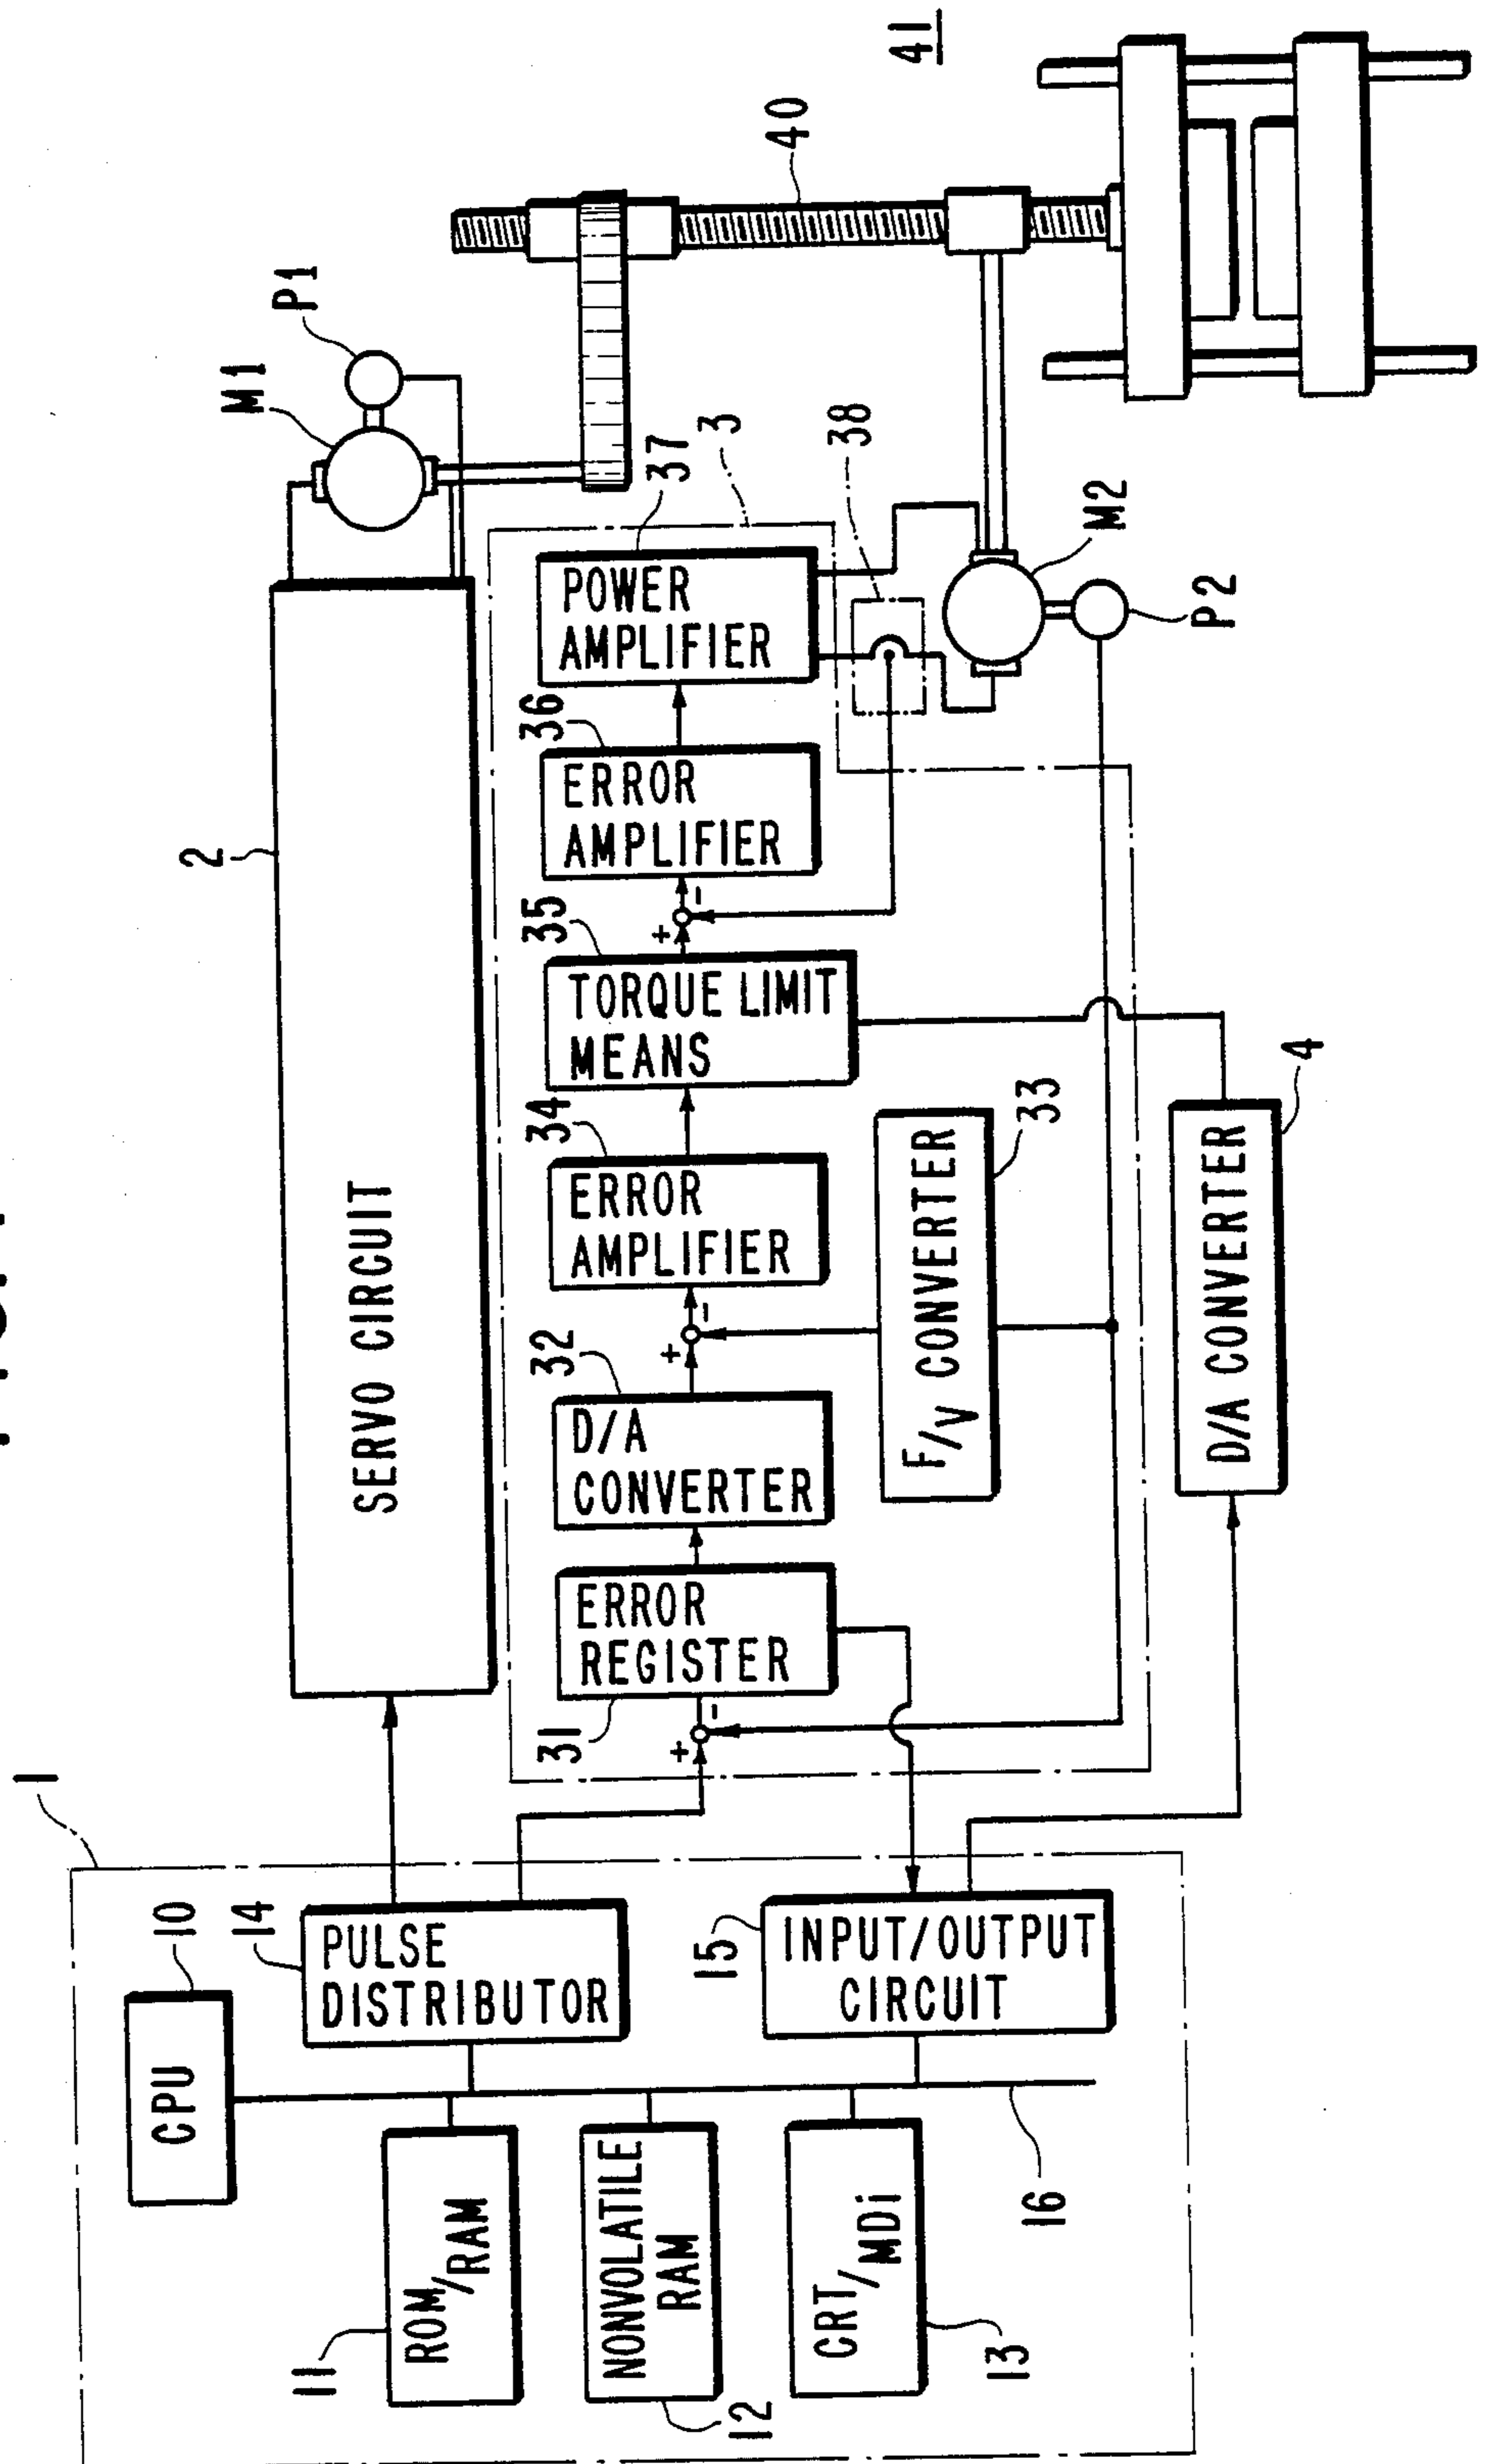 1
CPU
10
ROM/RAM
11
NONVOLATILE
RAM
12
CRT/MDi
13
PULSE
DISTRIBUTOR
14
INPUT/OUTPUT
CIRCUIT
15
16
SERVO CIRCUIT
2
ERROR
REGISTER
31
+
-
D/A
CONVERTER
32
+
-
F/V CONVERTER
33
ERROR
AMPLIFIER
34
TORQUE LIMIT
MEANS
35
+
-
ERROR
AMPLIFIER
36
POWER
AMPLIFIER
37
3
38
D/A CONVERTER
4
M1
P1
M2
P2
40
41